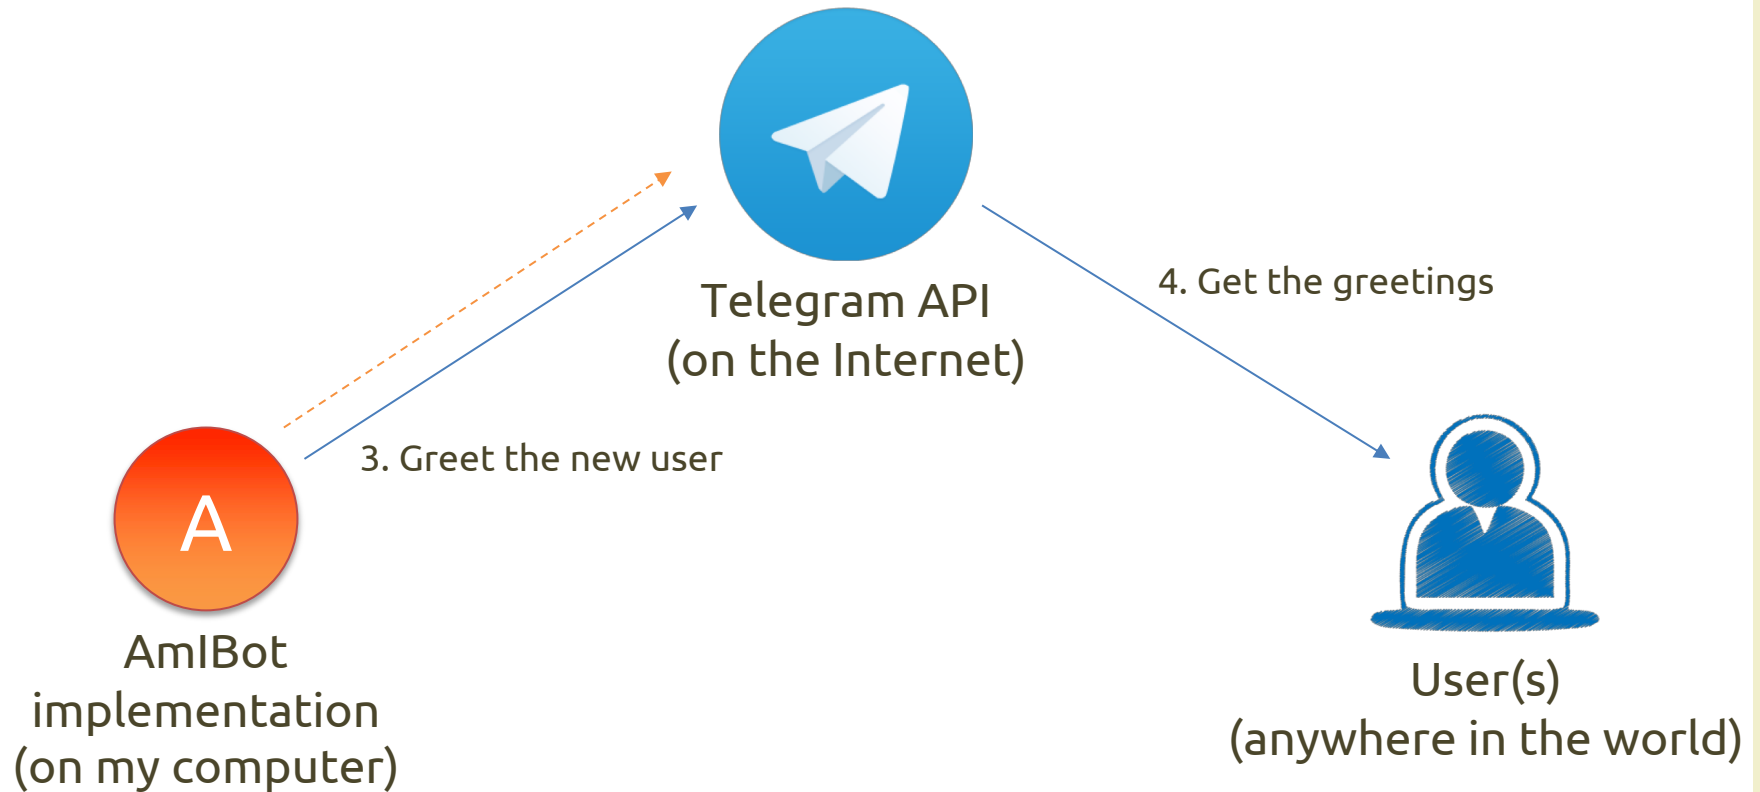 Telegram API
(on the Internet)
4. Get the greetings
3. Greet the new user
A
AmIBot
implementation
(on my computer)
User(s)
(anywhere in the world)